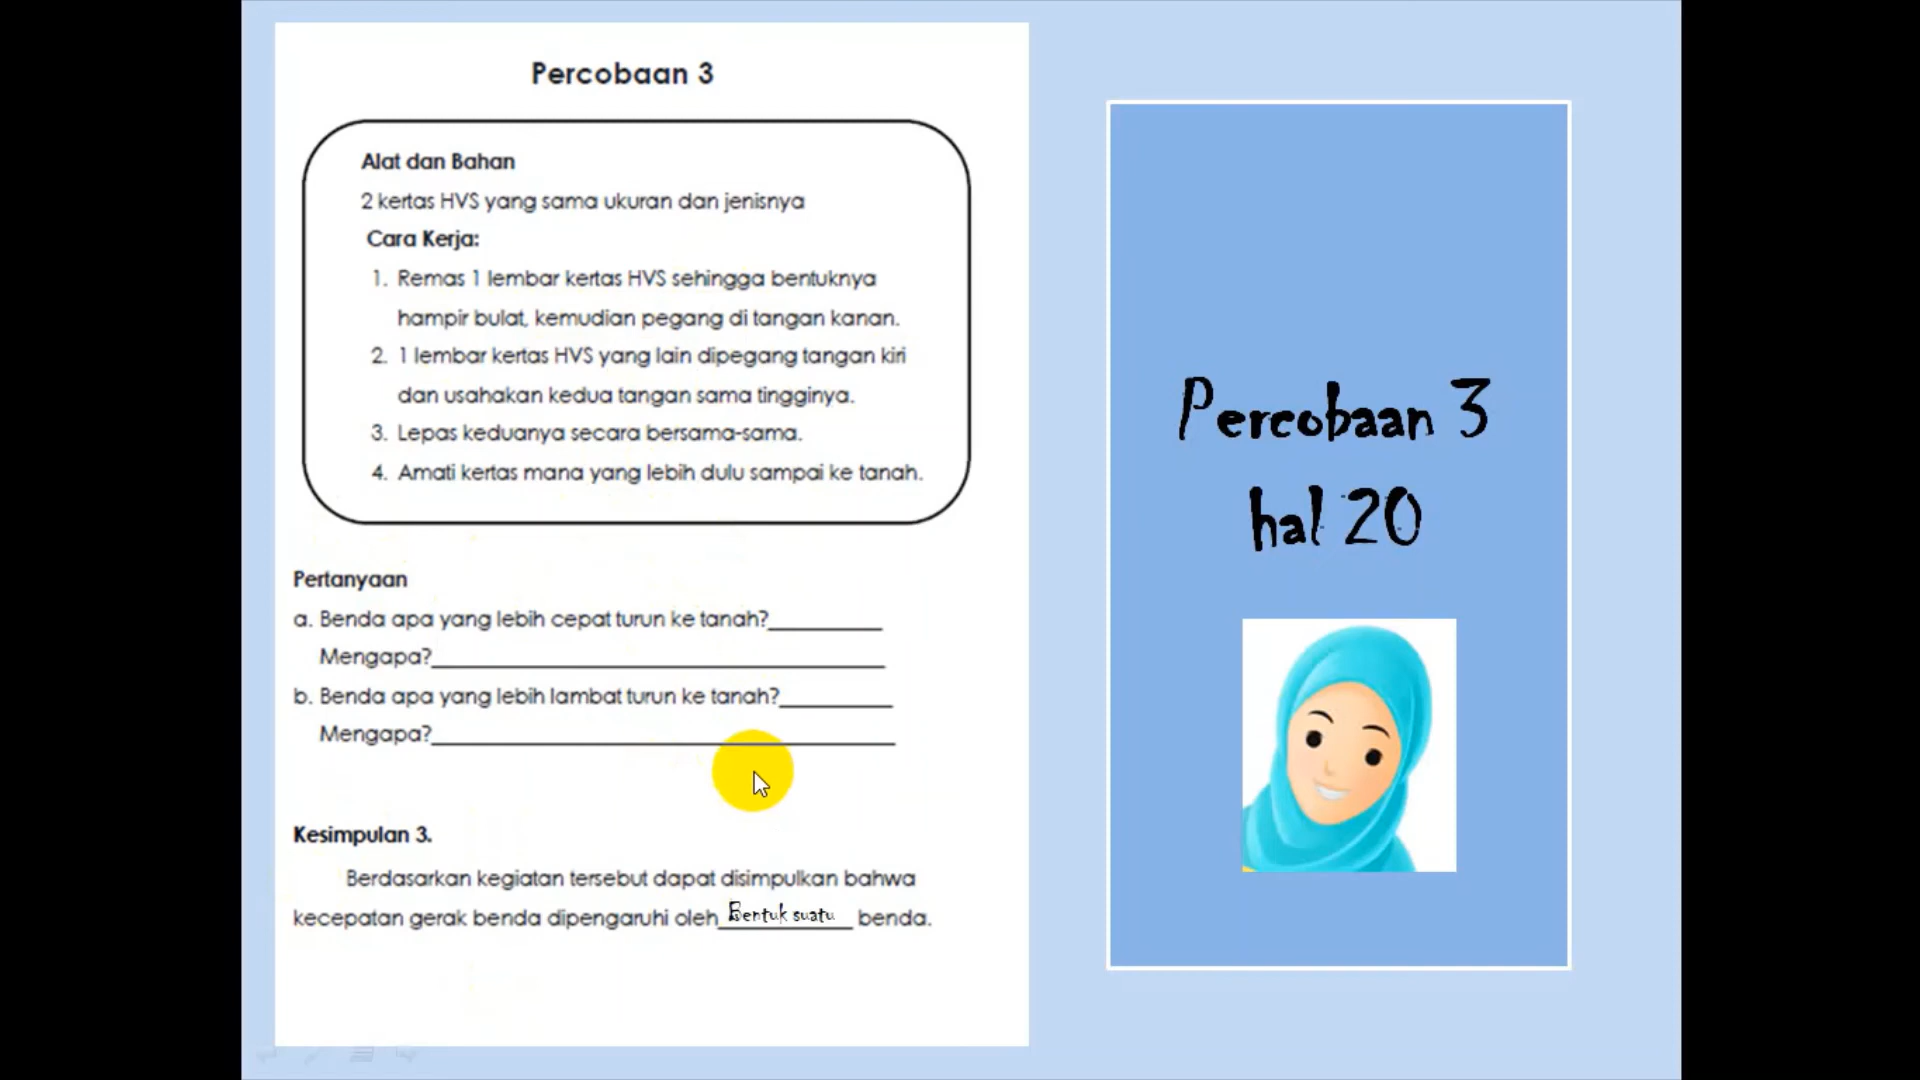 Percobaan 3
Alat dan Bahan
2 kertas HVS yang sama ukuran dan jenisnya
Cara Kerja:
1. Remas 1 lembar kertas HVS sehingga bentuknya
hampir bulat, kemudian pegang di tangan kanan.
2. 1 lembar kertas HVS yang lain dipegang tangan kiri
dan usahakan kedua tangan sama tingginya.
3. Lepas keduanya secara bersama-sama.
4. Amati kertas mana yang lebih dulu sampai ke tanah.
Pertanyaan
a. Benda apa yang lebih cepat turun ke tanah?__________
Mengapa?________________________________________
b. Benda apa yang lebih lambat turun ke tanah?__________
Mengapa?________________________________________
Kesimpulan 3.
Berdasarkan kegiatan tersebut dapat disimpulkan bahwa
kecepatan gerak benda dipengaruhi oleh Bentuk suatu benda.
Percobaan 3
hal 20